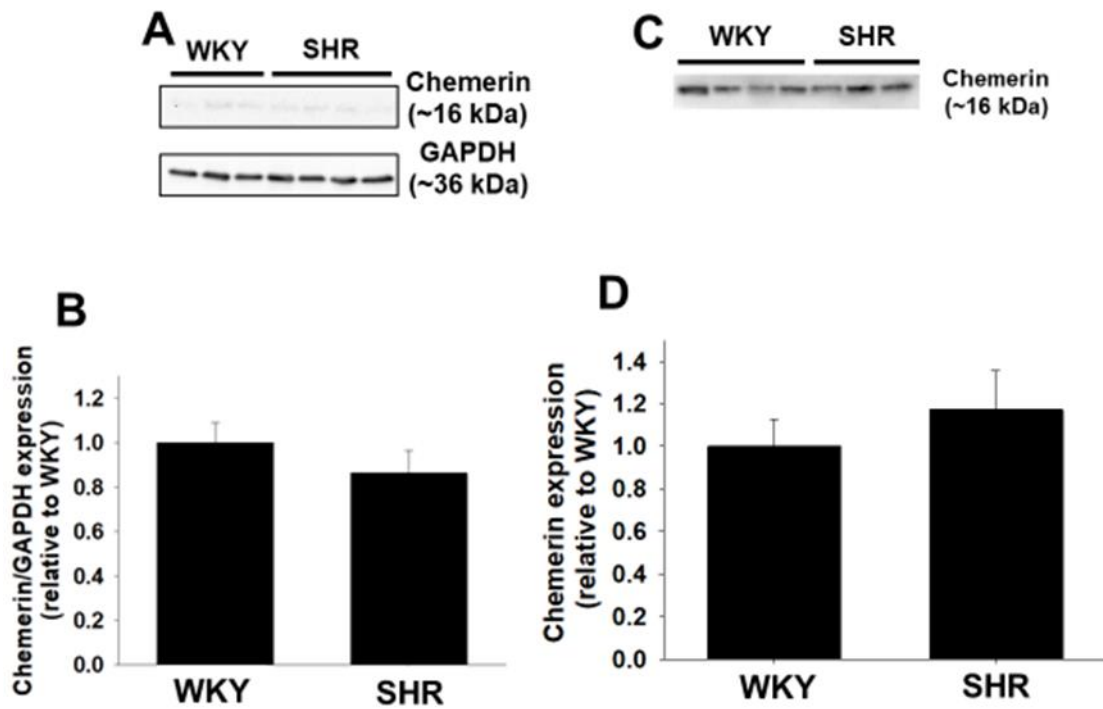 A
WKY SHR
Chemerin
(~16 kDa)
GAPDH
(~36 kDa)
C
WKY SHR
Chemerin
(~16 kDa)
B
Chemerin/GAPDH expression
(relative to WKY)
1.2
1.0
0.8
0.6
0.4
0.2
0.0
WKY SHR
D
Chemerin expression
(relative to WKY)
1.4
1.2
1.0
0.8
0.6
0.4
0.2
0.0
WKY SHR